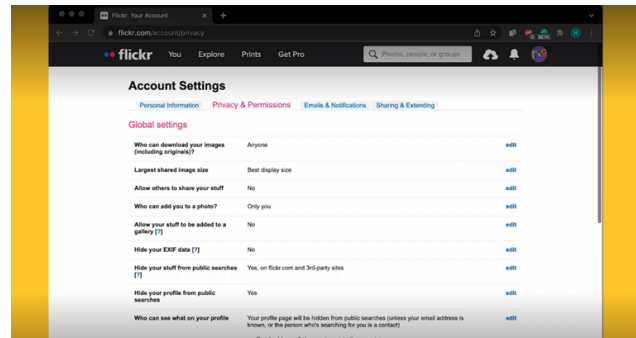 Flickr: Your Account
flickr.com/account/privacy
flickr You Explore Prints Get Pro Photos, people, or groups
Account Settings
Personal Information Privacy & Permissions Emails & Notifications Sharing & Extending
Global settings
Who can download your images Anyone edit
(including originals)?
Largest shared image size Best display size edit
Allow others to share your stuff No edit
Who can add you to a photo? Only you edit
Allow your stuff to be added to a No edit
gallery [?]
Hide your EXIF data [?] No edit
Hide your stuff from public searches Yes, on flickr.com and 3rd-party sites edit
[?]
Hide your profile from public Yes edit
searches
Who can see what on your profile Your profile page will be hidden from public searches (unless your email address is edit
known, or the person who's searching for you is a contact)